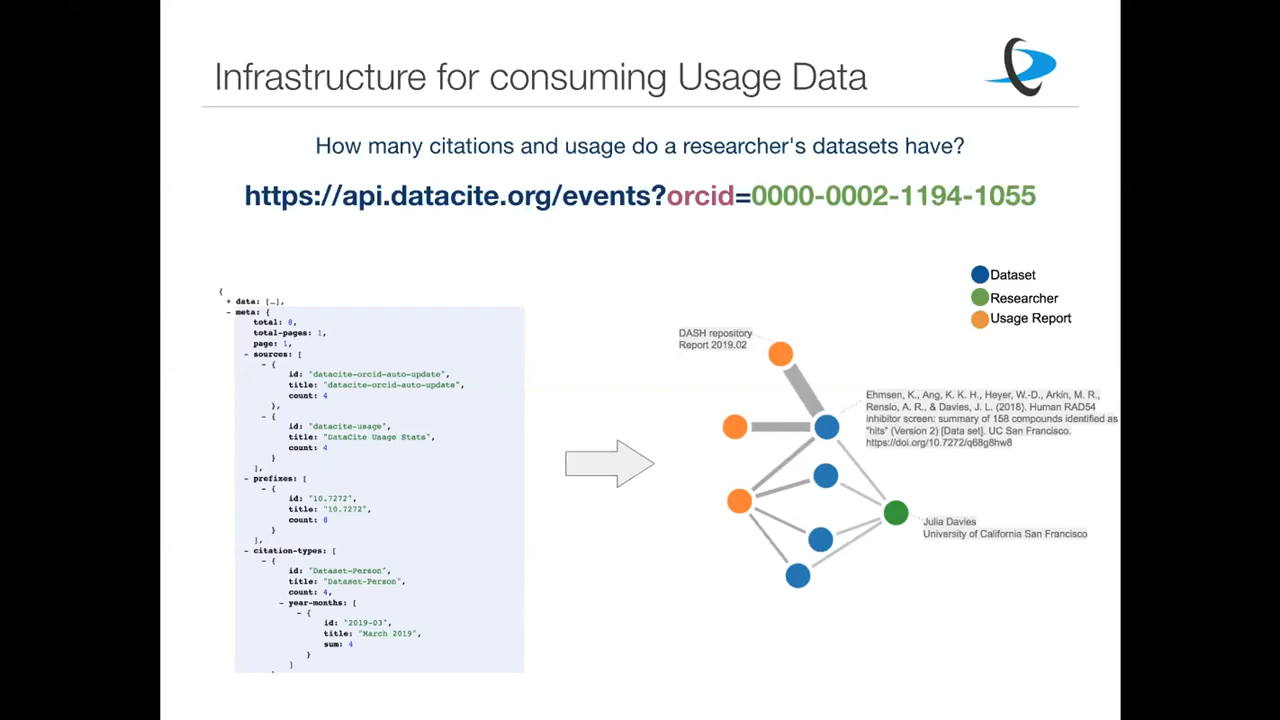 Infrastructure for consuming Usage Data
How many citations and usage do a researcher's datasets have?
https://api.datacite.org/events?orcid=0000-0002-1194-1055
{
+ data: […],
- meta: {
total: 8,
total-pages: 1,
page: 1,
- sources: [
- {
id: "datacite-orcid-auto-update",
title: "datacite-orcid-auto-update",
count: 4
},
- {
id: "datacite-usage",
title: "DataCite Usage Stats",
count: 4
}
],
- prefixes: [
- {
id: "10.7272",
title: "10.7272",
count: 8
}
],
- citation-types: [
- {
id: "Dataset-Person",
title: "Dataset-Person",
count: 4,
- year-months: [
- {
id: "2019-03",
title: "March 2019",
sum: 4
}
]
Dataset
Researcher
Usage Report
DASH repository
Report 2019.02
Ehmsen, K., Ang, K. K. H., Heyer, W.-D., Arkin, M. R.,
Renslo, A. R., & Davies, J. L. (2018). Human RAD54
inhibitor screen: summary of 158 compounds identified as
"hits" (Version 2) [Data set]. UC San Francisco.
https://doi.org/10.7272/q68g8hw8
Julia Davies
University of California San Francisco